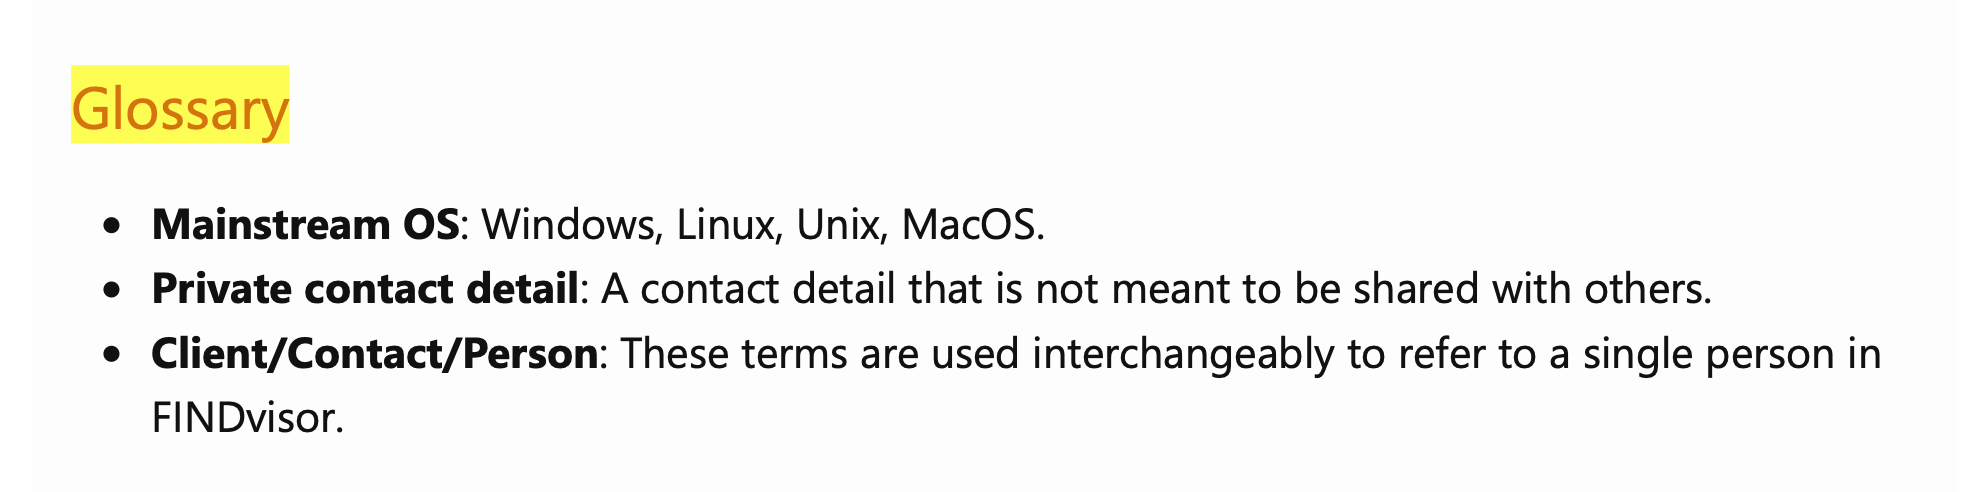 Glossary
• Mainstream OS: Windows, Linux, Unix, MacOS.
• Private contact detail: A contact detail that is not meant to be shared with others.
• Client/Contact/Person: These terms are used interchangeably to refer to a single person in
FINDvisor.